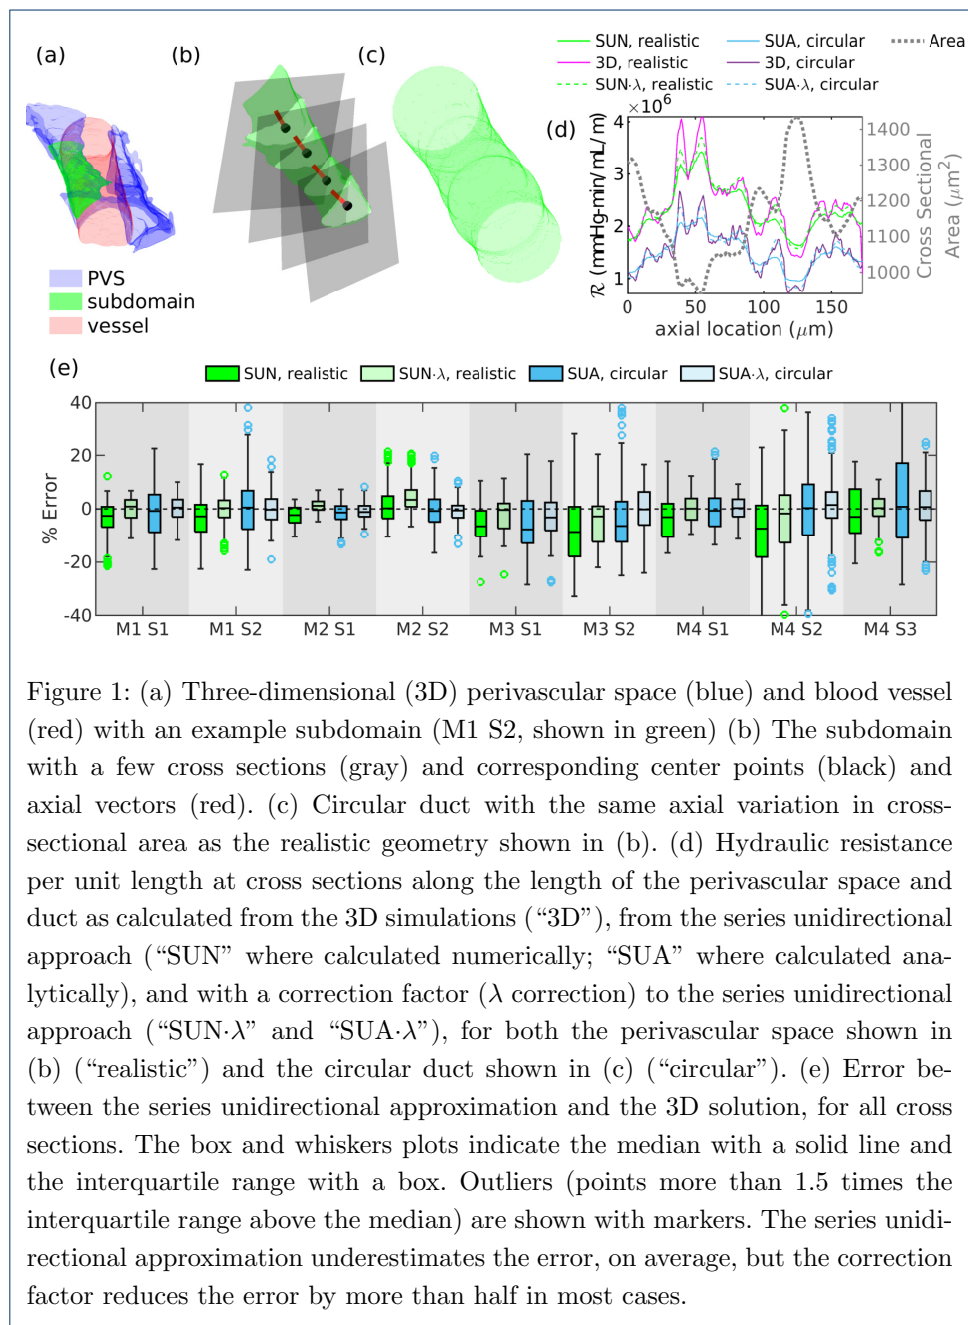 (a)
(b)
(c)
SUN, realistic
3D, realistic
SUN·λ, realistic
SUA, circular
3D, circular
SUA·λ, circular
Area
PVS
subdomain
vessel
(d)
×10⁶
4
3
2
1
ℛ (mmHg·min/mL/ m)
0
50
100
150
axial location (μm)
1400
1300
1200
1100
1000
Cross Sectional
Area (μm²)
(e)
SUN, realistic
SUN·λ, realistic
SUA, circular
SUA·λ, circular
40
20
0
-20
-40
% Error
M1 S1
M1 S2
M2 S1
M2 S2
M3 S1
M3 S2
M4 S1
M4 S2
M4 S3
Figure 1: (a) Three-dimensional (3D) perivascular space (blue) and blood vessel
(red) with an example subdomain (M1 S2, shown in green) (b) The subdomain
with a few cross sections (gray) and corresponding center points (black) and
axial vectors (red). (c) Circular duct with the same axial variation in cross-
sectional area as the realistic geometry shown in (b). (d) Hydraulic resistance
per unit length at cross sections along the length of the perivascular space and
duct as calculated from the 3D simulations (“3D”), from the series unidirectional
approach (“SUN” where calculated numerically; “SUA” where calculated ana-
lytically), and with a correction factor (λ correction) to the series unidirectional
approach (“SUN·λ” and “SUA·λ”), for both the perivascular space shown in
(b) (“realistic”) and the circular duct shown in (c) (“circular”). (e) Error be-
tween the series unidirectional approximation and the 3D solution, for all cross
sections. The box and whiskers plots indicate the median with a solid line and
the interquartile range with a box. Outliers (points more than 1.5 times the
interquartile range above the median) are shown with markers. The series unidi-
rectional approximation underestimates the error, on average, but the correction
factor reduces the error by more than half in most cases.